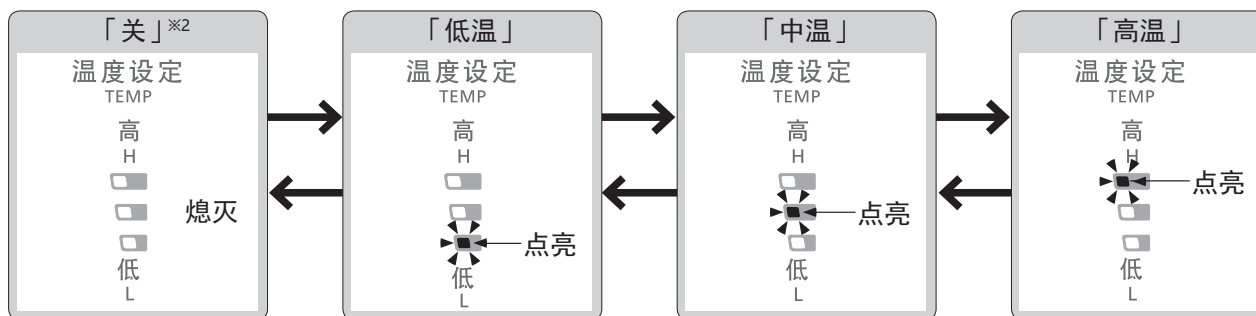 「关」※2
温度设定
TEMP
高
H
熄灭
低
L
「低温」
温度设定
TEMP
高
H
点亮
低
L
「中温」
温度设定
TEMP
高
H
点亮
低
L
「高温」
温度设定
TEMP
高
H
点亮
低
L